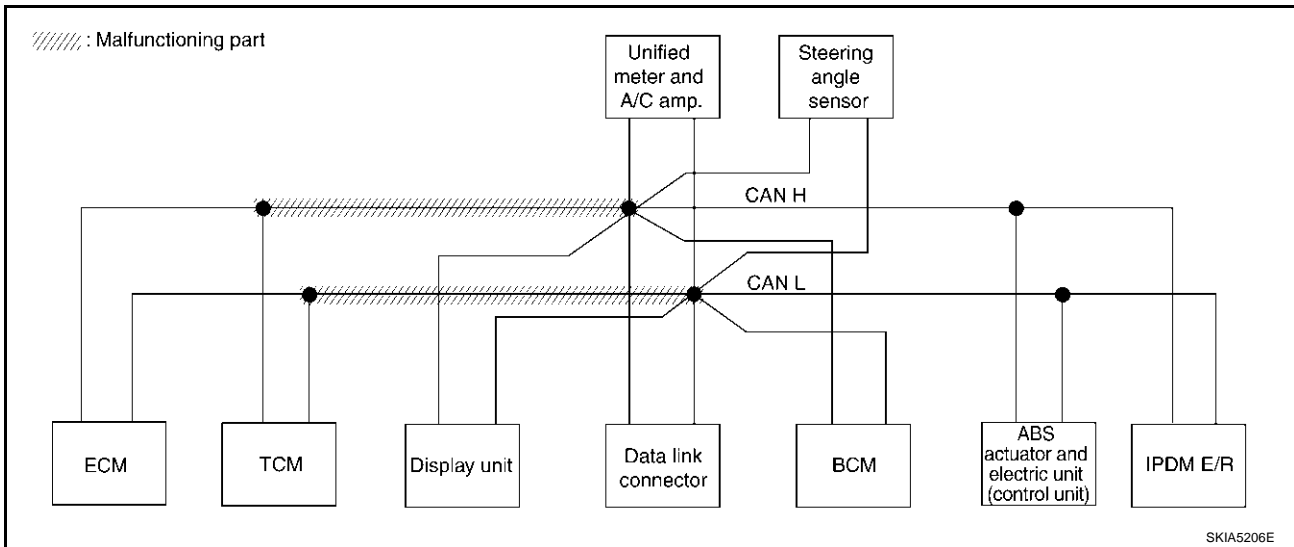 : Malfunctioning part
Unified
meter and
A/C amp.
Steering
angle
sensor
CAN H
CAN L
ECM
TCM
Display unit
Data link
connector
BCM
ABS
actuator and
electric unit
(control unit)
IPDM E/R
SKIA5206E